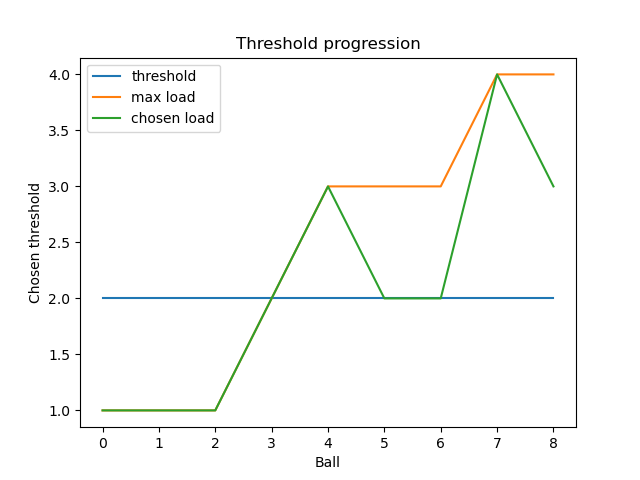 Threshold progression
threshold
max load
chosen load
Chosen threshold
4.0
3.5
3.0
2.5
2.0
1.5
1.0
0 1 2 3 4 5 6 7 8
Ball